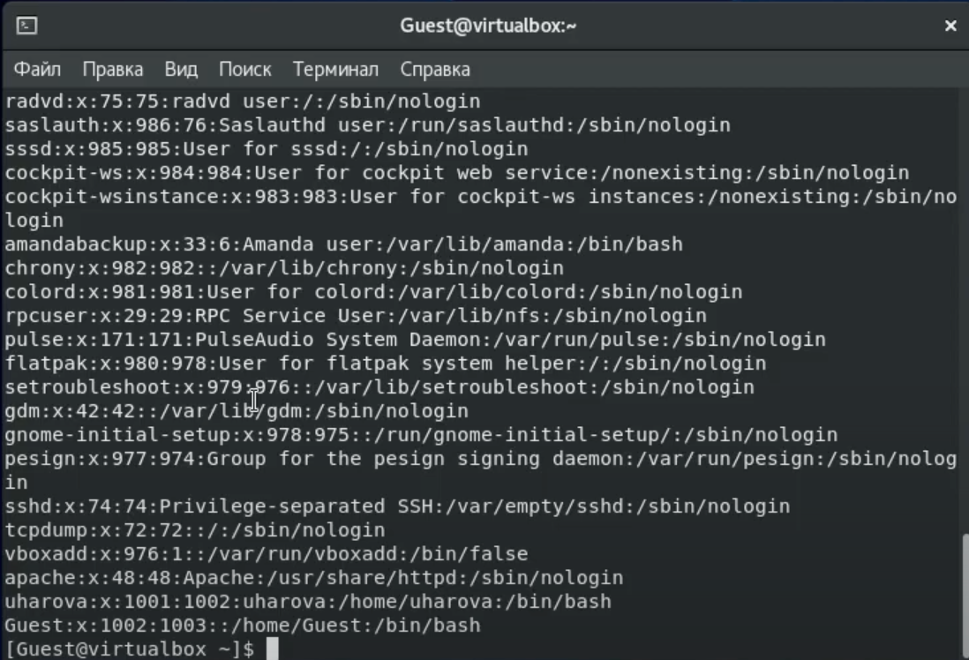 Guest@virtualbox:~
Файл Правка Вид Поиск Терминал Справка
radvd:x:75:75:radvd user:/:/sbin/nologin
saslauth:x:986:76:Saslauthd user:/run/saslauthd:/sbin/nologin
sssd:x:985:985:User for sssd:/:/sbin/nologin
cockpit-ws:x:984:984:User for cockpit web service:/nonexisting:/sbin/nologin
cockpit-wsinstance:x:983:983:User for cockpit-ws instances:/nonexisting:/sbin/no
login
amandabackup:x:33:6:Amanda user:/var/lib/amanda:/bin/bash
chrony:x:982:982::/var/lib/chrony:/sbin/nologin
colord:x:981:981:User for colord:/var/lib/colord:/sbin/nologin
rpcuser:x:29:29:RPC Service User:/var/lib/nfs:/sbin/nologin
pulse:x:171:171:PulseAudio System Daemon:/var/run/pulse:/sbin/nologin
flatpak:x:980:978:User for flatpak system helper:/:/sbin/nologin
setroubleshoot:x:979:976::/var/lib/setroubleshoot:/sbin/nologin
gdm:x:42:42::/var/lib/gdm:/sbin/nologin
gnome-initial-setup:x:978:975::/run/gnome-initial-setup/:/sbin/nologin
pesign:x:977:974:Group for the pesign signing daemon:/var/run/pesign:/sbin/nolog
in
sshd:x:74:74:Privilege-separated SSH:/var/empty/sshd:/sbin/nologin
tcpdump:x:72:72::/:/sbin/nologin
vboxadd:x:976:1::/var/run/vboxadd:/bin/false
apache:x:48:48:Apache:/usr/share/httpd:/sbin/nologin
uharova:x:1001:1002:uharova:/home/uharova:/bin/bash
Guest:x:1002:1003::/home/Guest:/bin/bash
[Guest@virtualbox ~]$